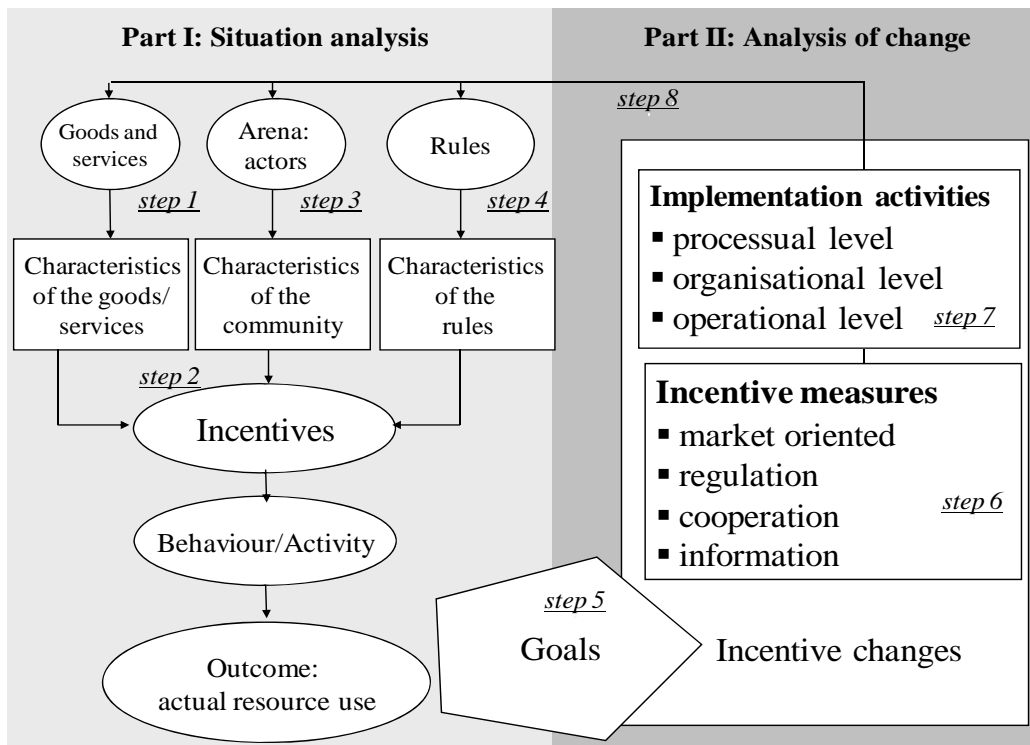 Part I: Situation analysis
Part II: Analysis of change
step 8
Goods and
services
Arena:
actors
Rules
step 1
step 3
step 4
Characteristics
of the goods/
services
Characteristics
of the
community
Characteristics
of the
rules
step 2
Incentives
Behaviour/Activity
Outcome:
actual resource use
step 5
Goals
Implementation activities
▪ processual level
▪ organisational level
▪ operational level
step 7
Incentive measures
▪ market oriented
▪ regulation
▪ cooperation
▪ information
step 6
Incentive changes